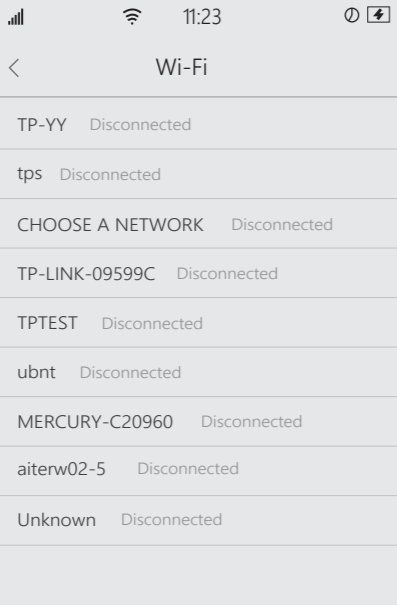 11:23
Wi-Fi
TP-YY Disconnected
tps Disconnected
CHOOSE A NETWORK Disconnected
TP-LINK-09599C Disconnected
TPTEST Disconnected
ubnt Disconnected
MERCURY-C20960 Disconnected
aiterw02-5 Disconnected
Unknown Disconnected